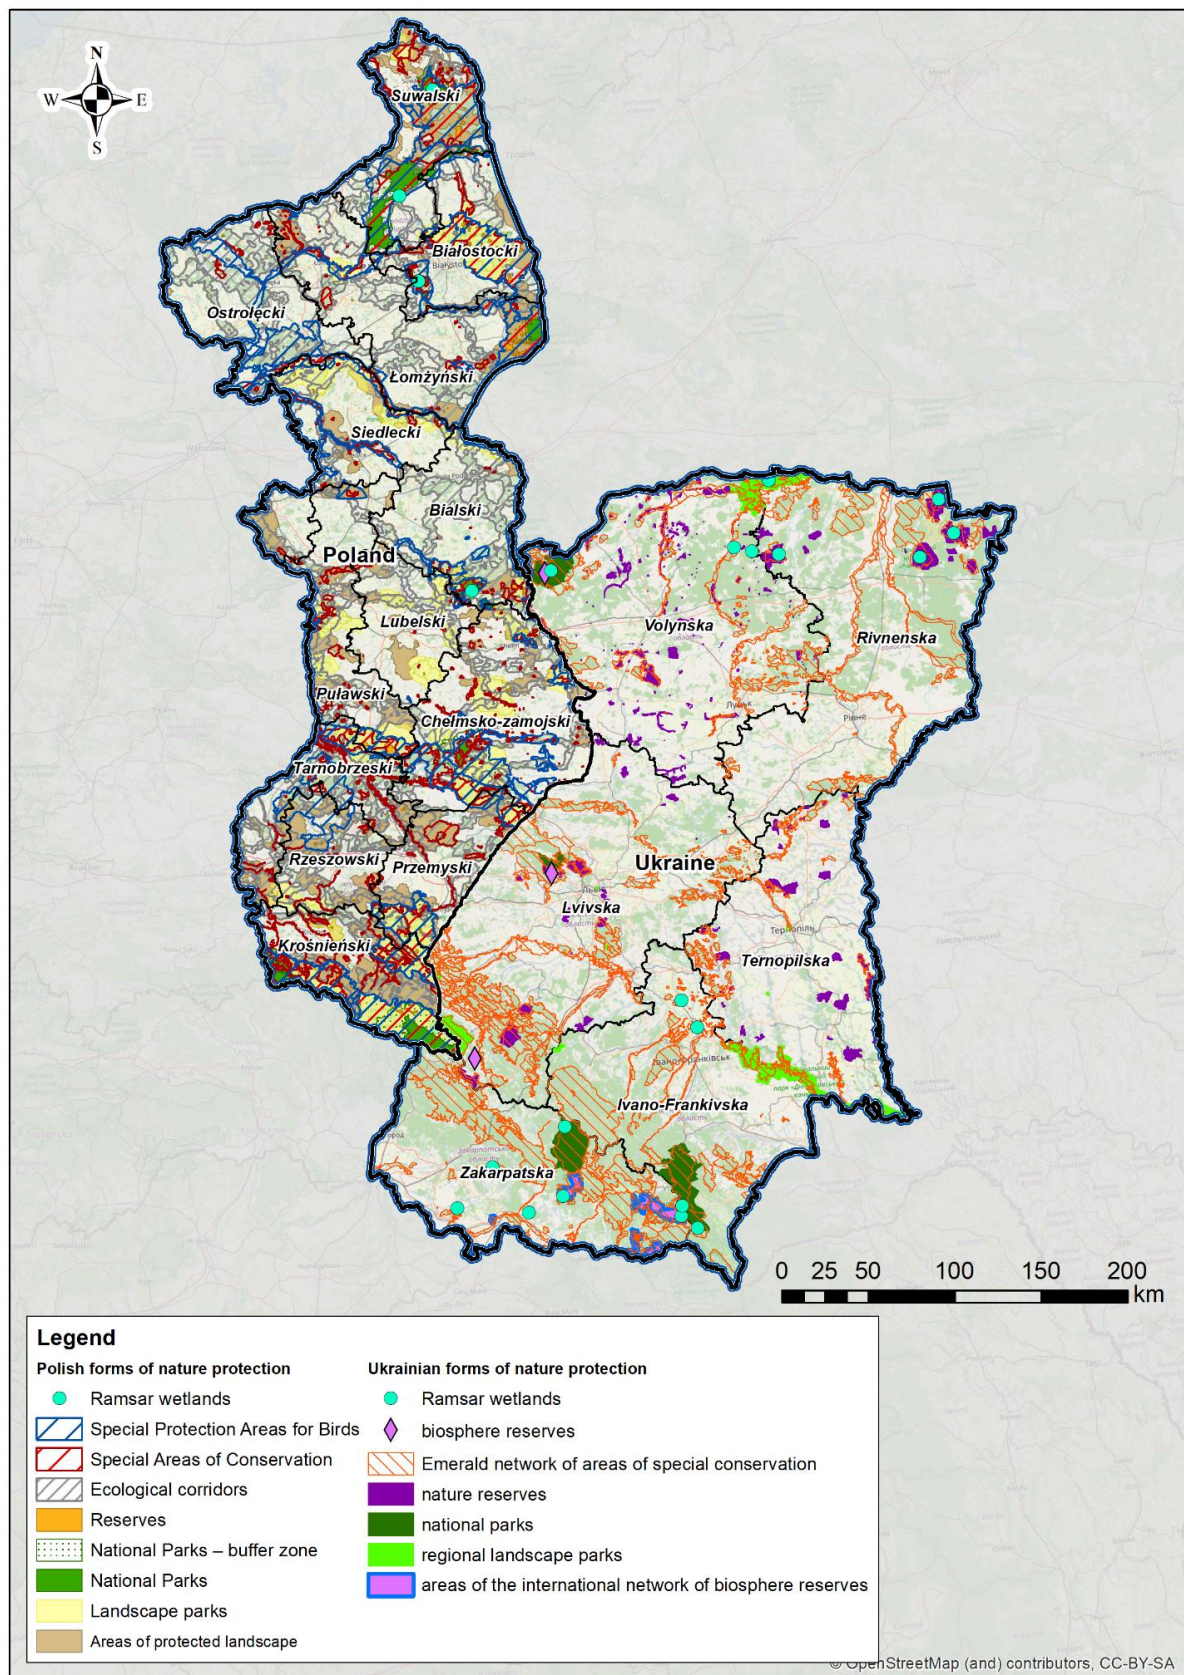 N
W E
S
Suwalski
Białostocki
Ostrołęcki
Łomżyński
Siedlecki
Bialski
Poland
Lubelski
Volynska
Rivnenska
Puławski
Chełmsko-zamojski
Рівне
Tarnobrzeski
Rzeszowski
Przemyski
Ukraine
Lvivska
Krośnieński
Тернопіль
Ternopilska
Ivano-Frankivska
Zakarpatska
0 25 50 100 150 200
km
Legend
Polish forms of nature protection
Ramsar wetlands
Special Protection Areas for Birds
Special Areas of Conservation
Ecological corridors
Reserves
National Parks – buffer zone
National Parks
Landscape parks
Areas of protected landscape
Ukrainian forms of nature protection
Ramsar wetlands
biosphere reserves
Emerald network of areas of special conservation
nature reserves
national parks
regional landscape parks
areas of the international network of biosphere reserves
© OpenStreetMap (and) contributors, CC-BY-SA